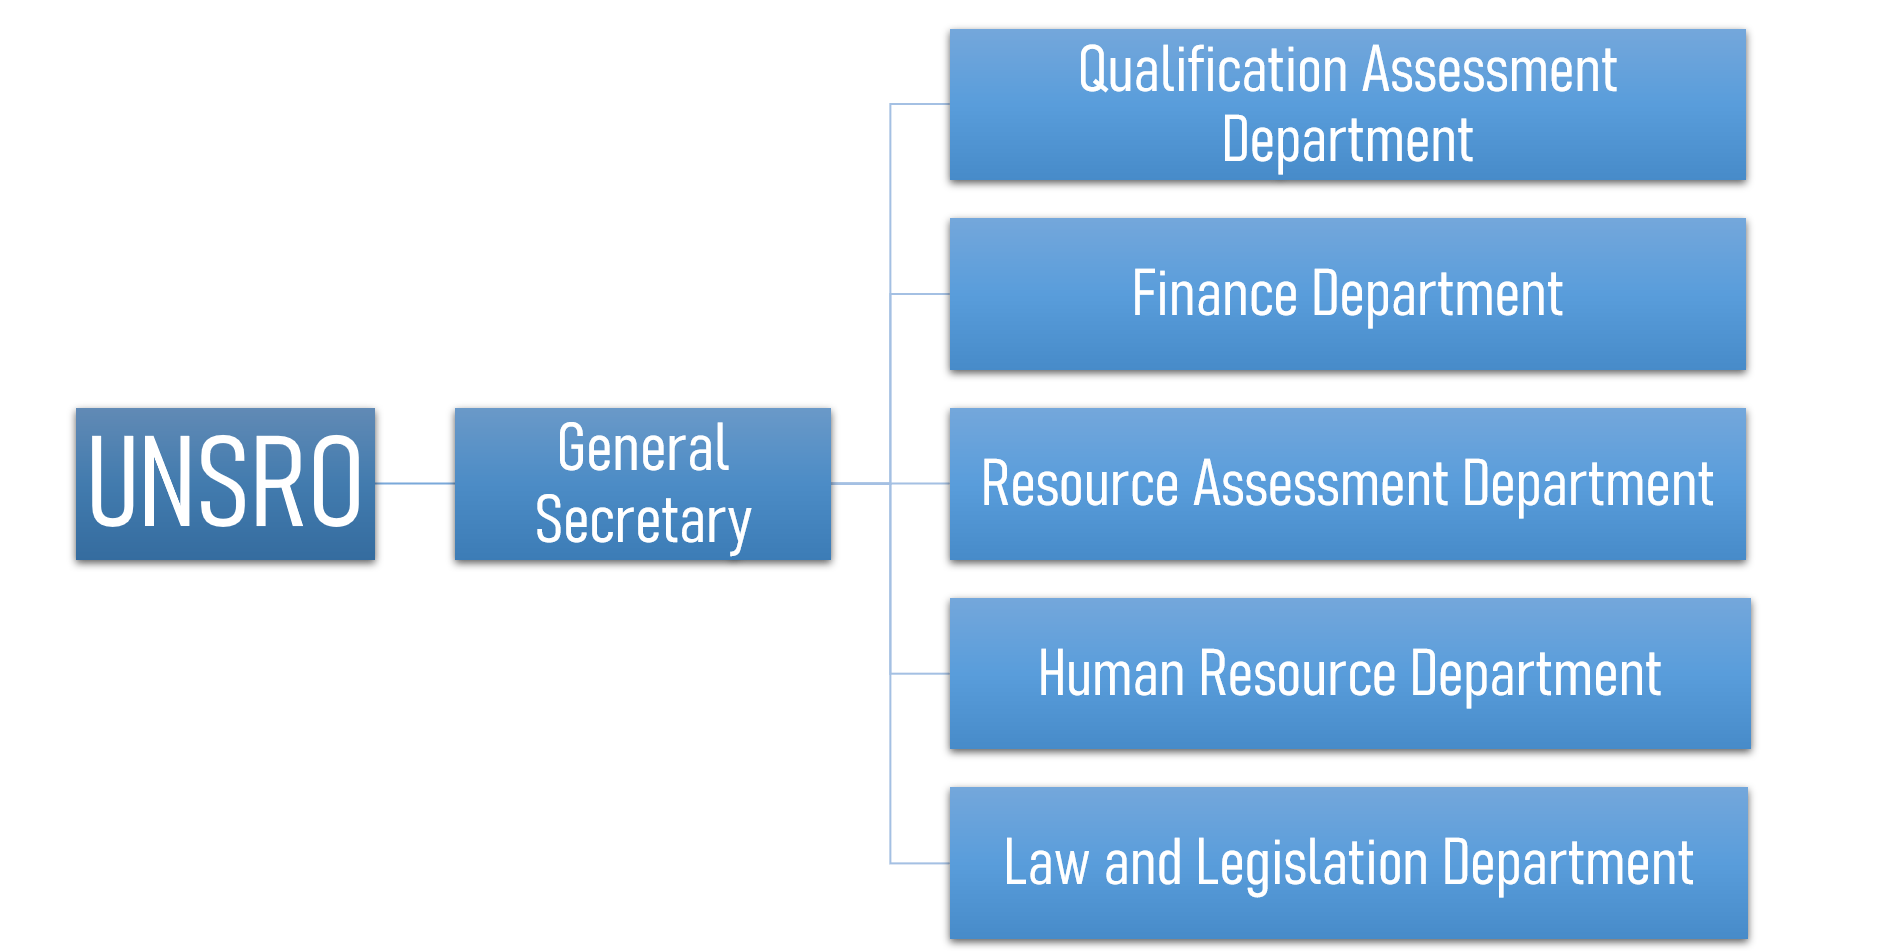 UNSRO
General
Secretary
Qualification Assessment
Department
Finance Department
Resource Assessment Department
Human Resource Department
Law and Legislation Department